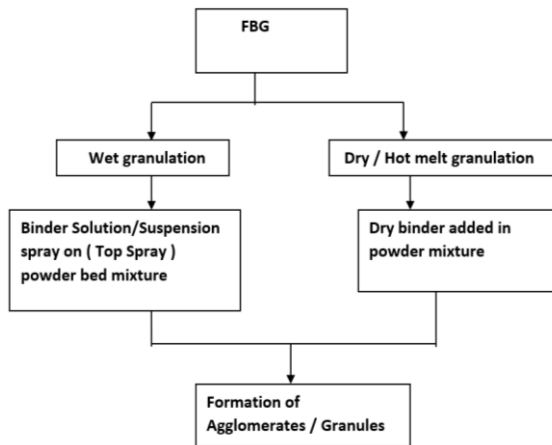 FBG
Wet granulation
Dry / Hot melt granulation
Binder Solution/Suspension
spray on ( Top Spray )
powder bed mixture
Dry binder added in
powder mixture
Formation of
Agglomerates / Granules